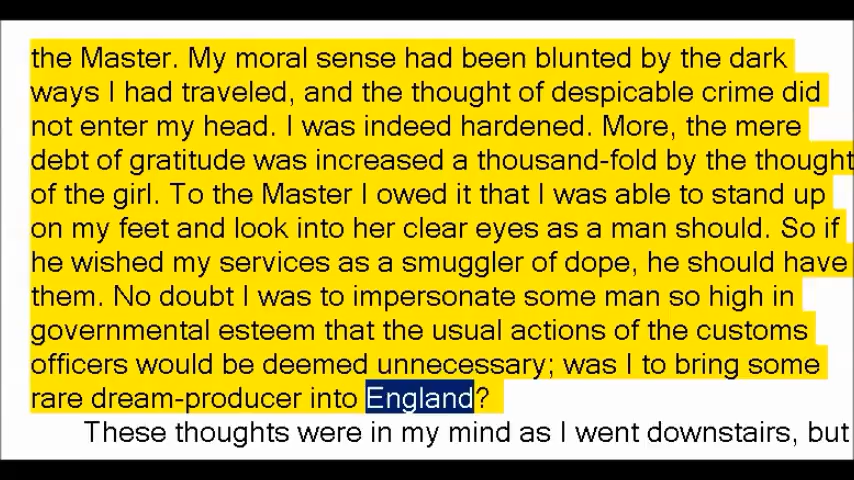 the Master. My moral sense had been blunted by the dark
ways I had traveled, and the thought of despicable crime did
not enter my head. I was indeed hardened. More, the mere
debt of gratitude was increased a thousand-fold by the thought
of the girl. To the Master I owed it that I was able to stand up
on my feet and look into her clear eyes as a man should. So if
he wished my services as a smuggler of dope, he should have
them. No doubt I was to impersonate some man so high in
governmental esteem that the usual actions of the customs
officers would be deemed unnecessary; was I to bring some
rare dream-producer into England?
These thoughts were in my mind as I went downstairs, but